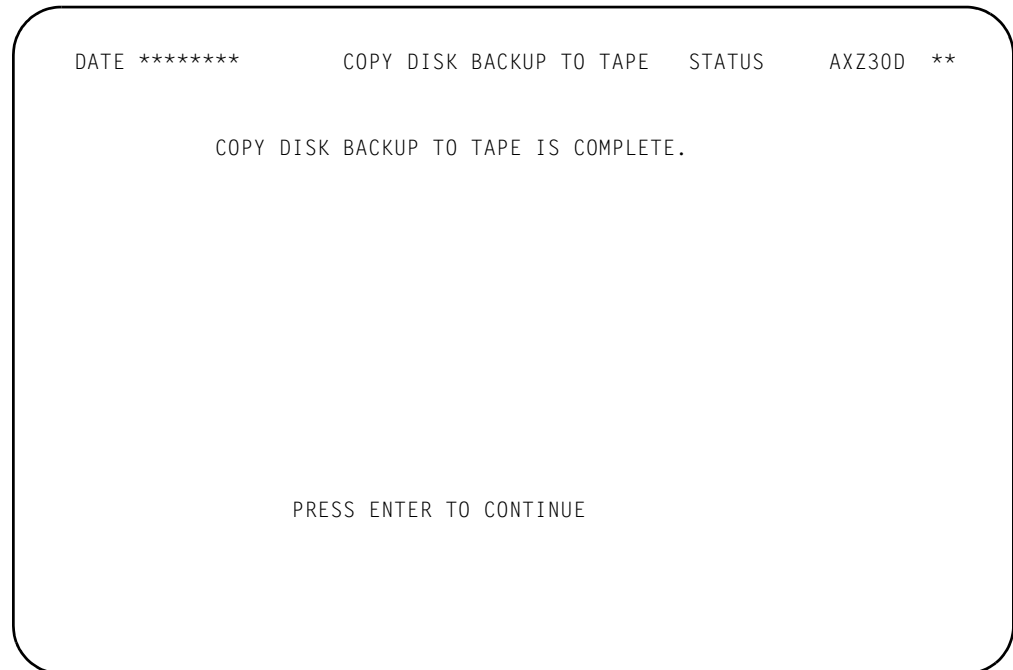 DATE ******** COPY DISK BACKUP TO TAPE STATUS AXZ30D **
COPY DISK BACKUP TO TAPE IS COMPLETE.
PRESS ENTER TO CONTINUE